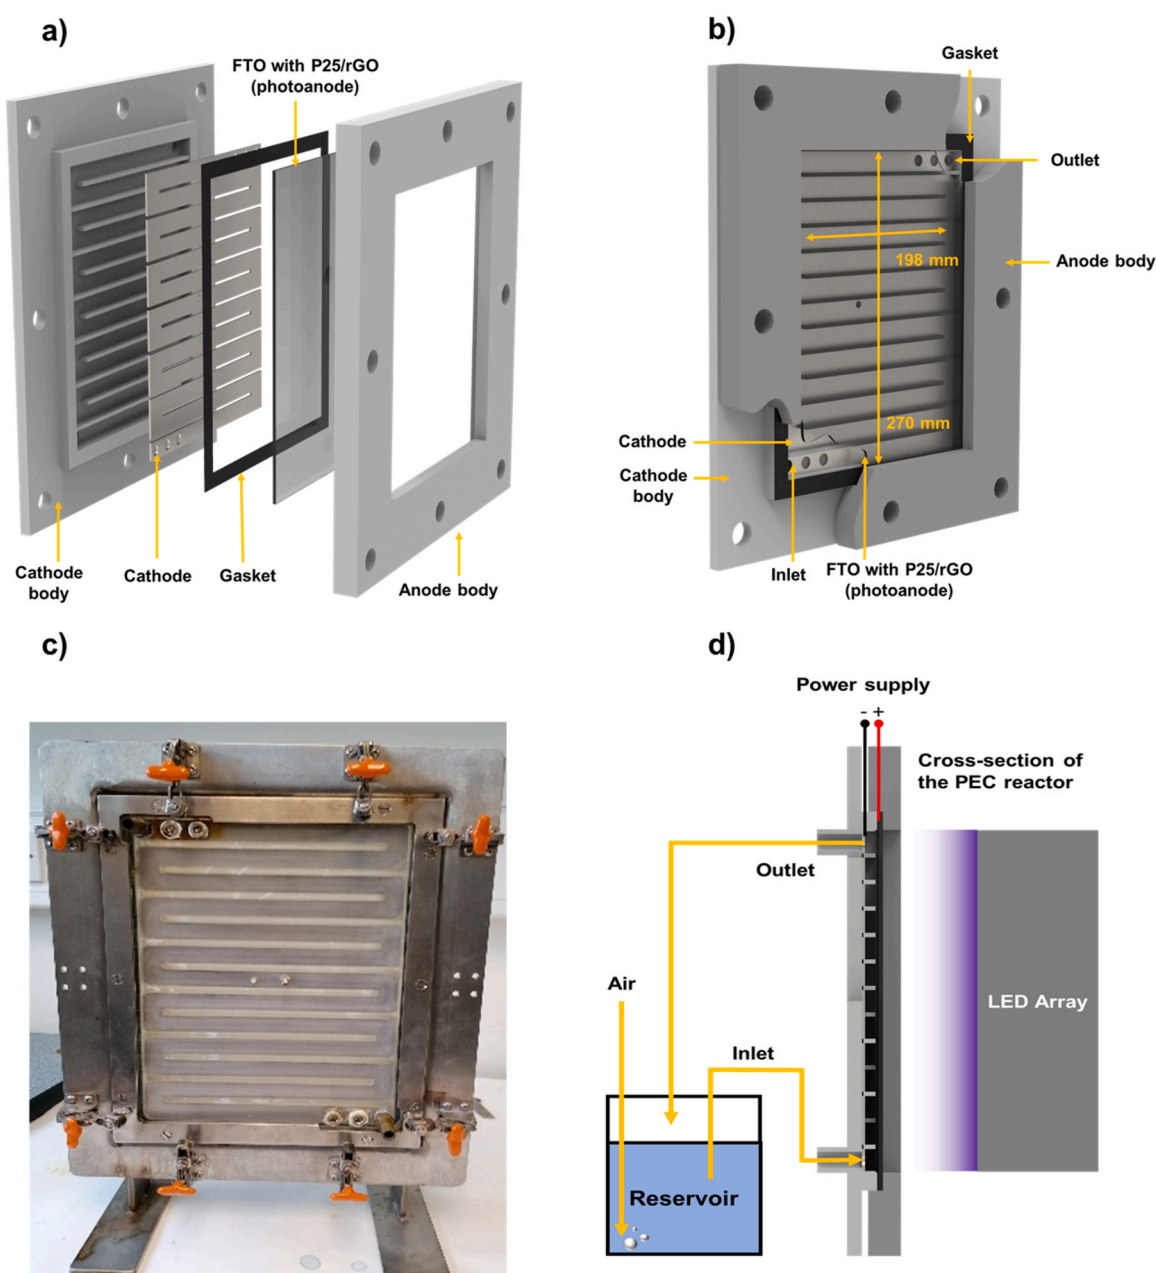 a)
FTO with P25/rGO
(photoanode)
Cathode
body
Cathode
Gasket
Anode body
b)
Gasket
Outlet
Anode body
198 mm
270 mm
Cathode
Cathode
body
Inlet
FTO with P25/rGO
(photoanode)
c)
d)
Power supply
- +
Cross-section of
the PEC reactor
Outlet
Air
Inlet
LED Array
Reservoir